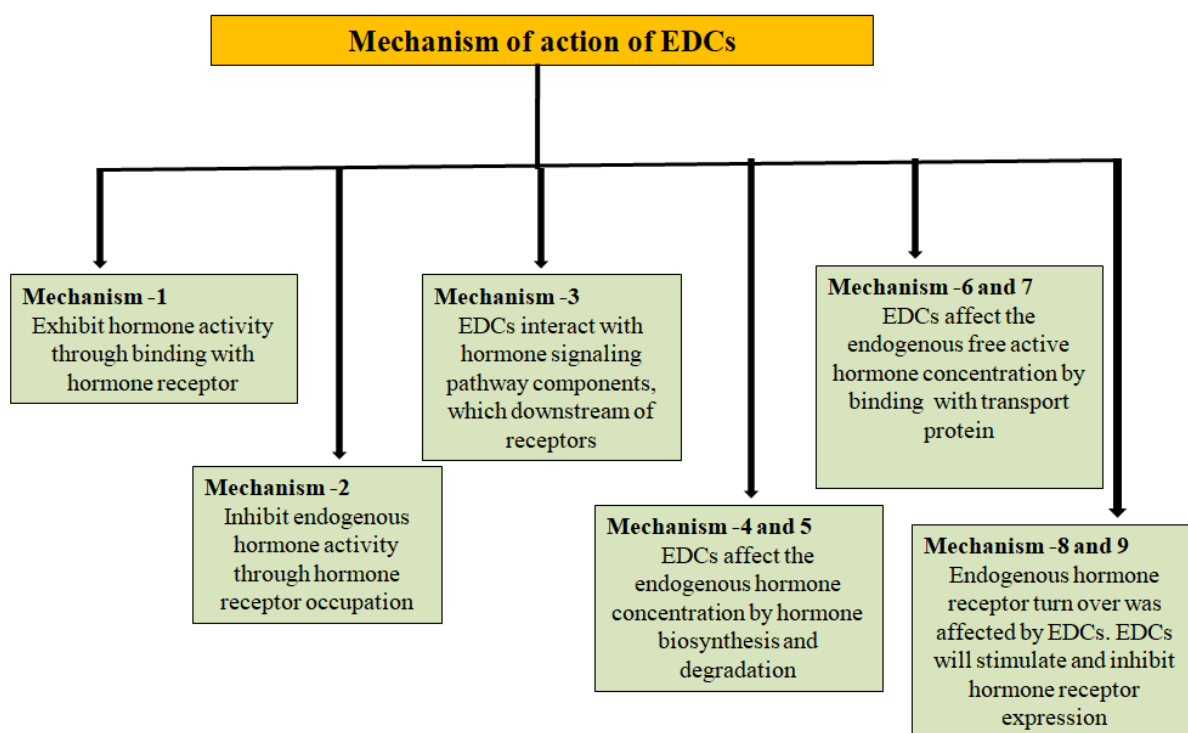 Mechanism of action of EDCs
Mechanism -1
Exhibit hormone activity
through binding with
hormone receptor
Mechanism -2
Inhibit endogenous
hormone activity
through hormone
receptor occupation
Mechanism -3
EDCs interact with
hormone signaling
pathway components,
which downstream of
receptors
Mechanism -4 and 5
EDCs affect the
endogenous hormone
concentration by hormone
biosynthesis and
degradation
Mechanism -6 and 7
EDCs affect the
endogenous free active
hormone concentration by
binding with transport
protein
Mechanism -8 and 9
Endogenous hormone
receptor turn over was
affected by EDCs. EDCs
will stimulate and inhibit
hormone receptor
expression